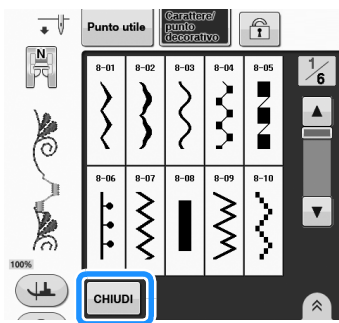 Punto utile
Carattere/
punto
decorativo
N
8-01 8-02 8-03 8-04 8-05
1/6
8-06 8-07 8-08 8-09 8-10
100%
CHIUDI